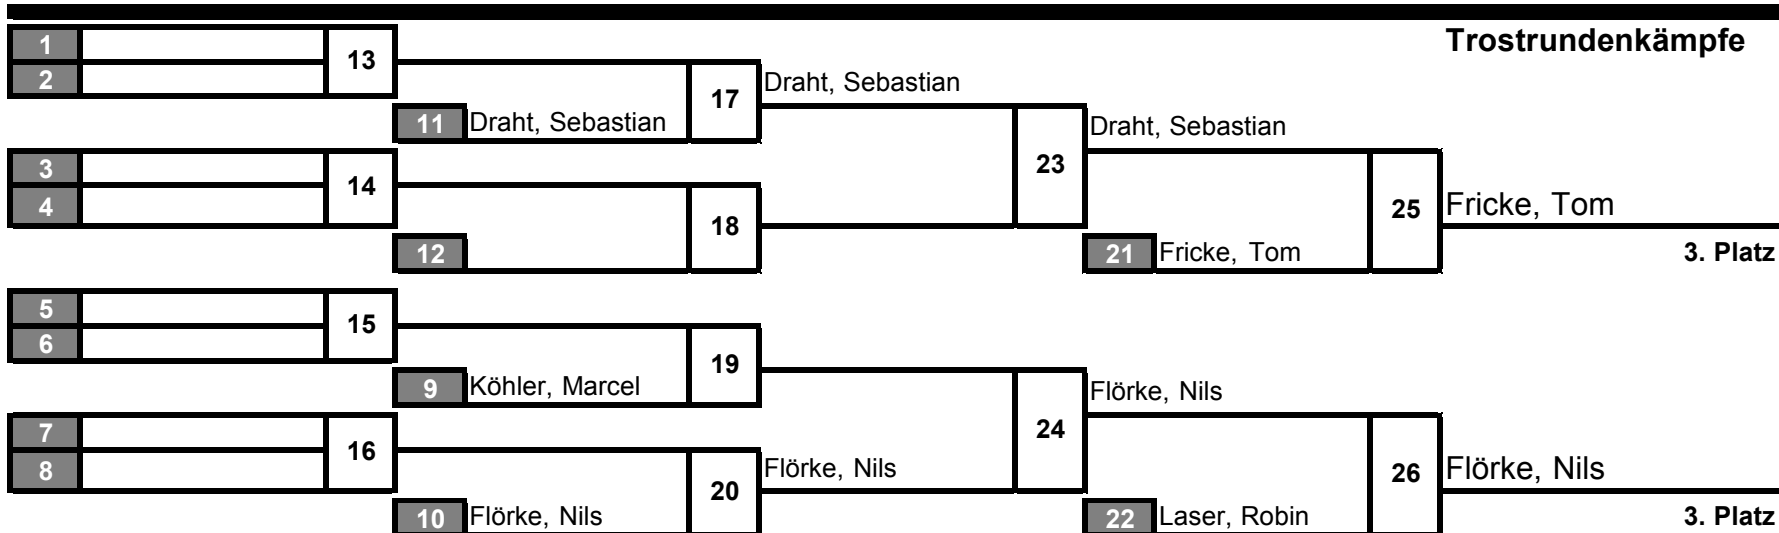 Trostrundenkämpfe
1
13
2
17
Draht, Sebastian
11 Draht, Sebastian
Draht, Sebastian
23
3
14
4
25
Fricke, Tom
18
12
21 Fricke, Tom
3. Platz
5
15
6
19
9 Köhler, Marcel
Flörke, Nils
24
7
16
8
Flörke, Nils
26
Flörke, Nils
20
10 Flörke, Nils
22 Laser, Robin
3. Platz